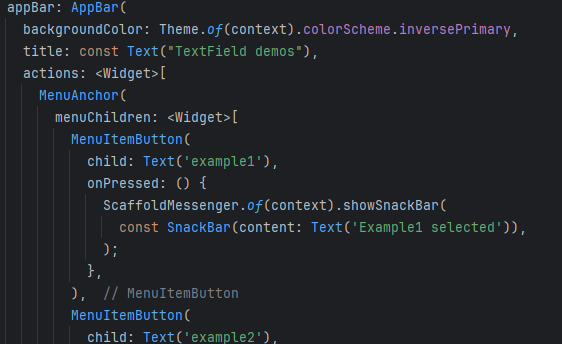 appBar: AppBar(
  backgroundColor: Theme.of(context).colorScheme.inversePrimary,
  title: const Text("TextField demos"),
  actions: <Widget>[
    MenuAnchor(
      menuChildren: <Widget>[
        MenuItemButton(
          child: Text('example1'),
          onPressed: () {
            ScaffoldMessenger.of(context).showSnackBar(
              const SnackBar(content: Text('Example1 selected')),
            );
          },
        ),  // MenuItemButton
        MenuItemButton(
          child: Text('example2'),